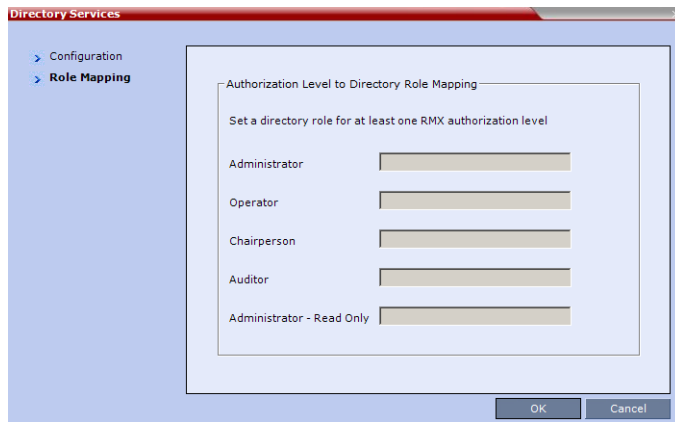 Directory Services
Configuration
Role Mapping
Authorization Level to Directory Role Mapping
Set a directory role for at least one RMX authorization level
Administrator
Operator
Chairperson
Auditor
Administrator - Read Only
OK
Cancel